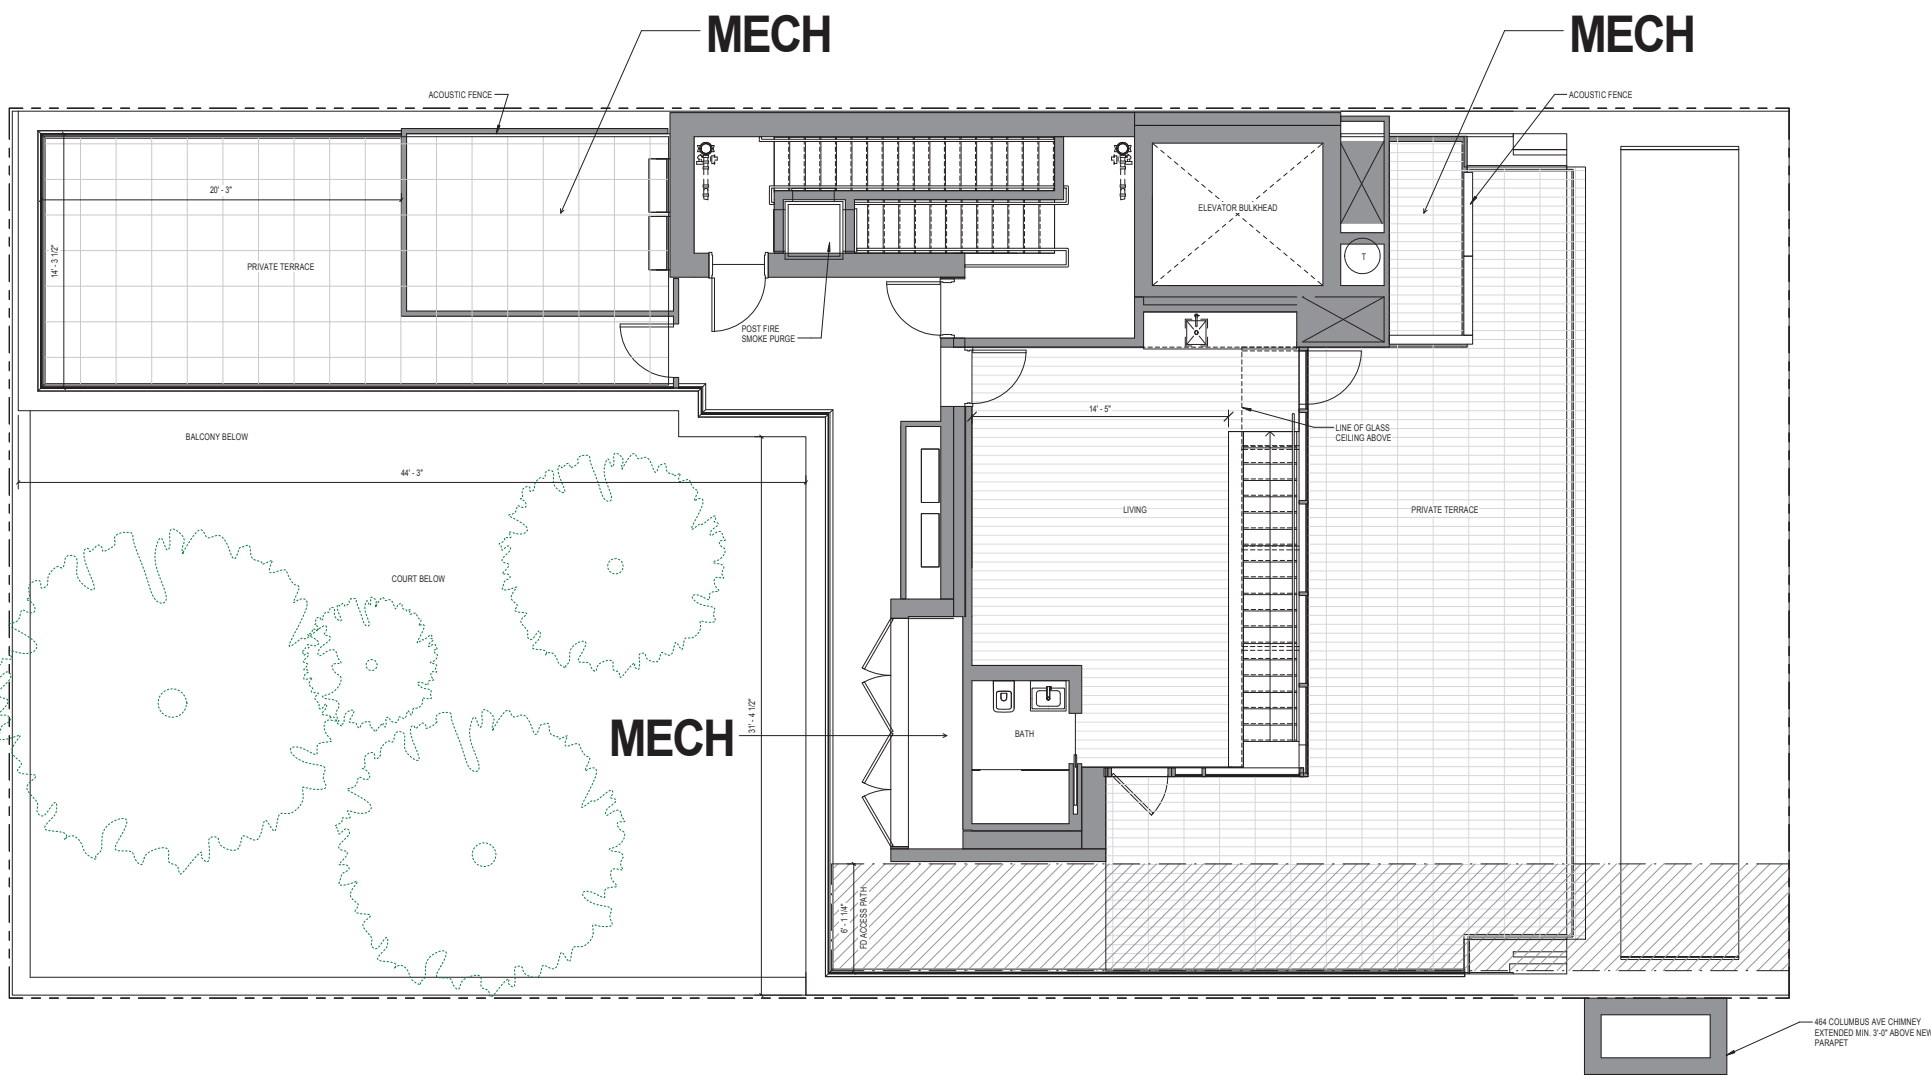 MECH
MECH
ACOUSTIC FENCE
ACOUSTIC FENCE
20' - 3"
14' - 3 1/2"
PRIVATE TERRACE
ELEVATOR BULKHEAD
T
POST FIRE
SMOKE PURGE
14' - 5"
LINE OF GLASS
CEILING ABOVE
BALCONY BELOW
44' - 3"
LIVING
PRIVATE TERRACE
COURT BELOW
MECH
31' - 4 1/2"
BATH
6' - 1 1/4"
FD ACCESS PATH
464 COLUMBUS AVE CHIMNEY
EXTENDED MIN. 3'-0" ABOVE NEW
PARAPET